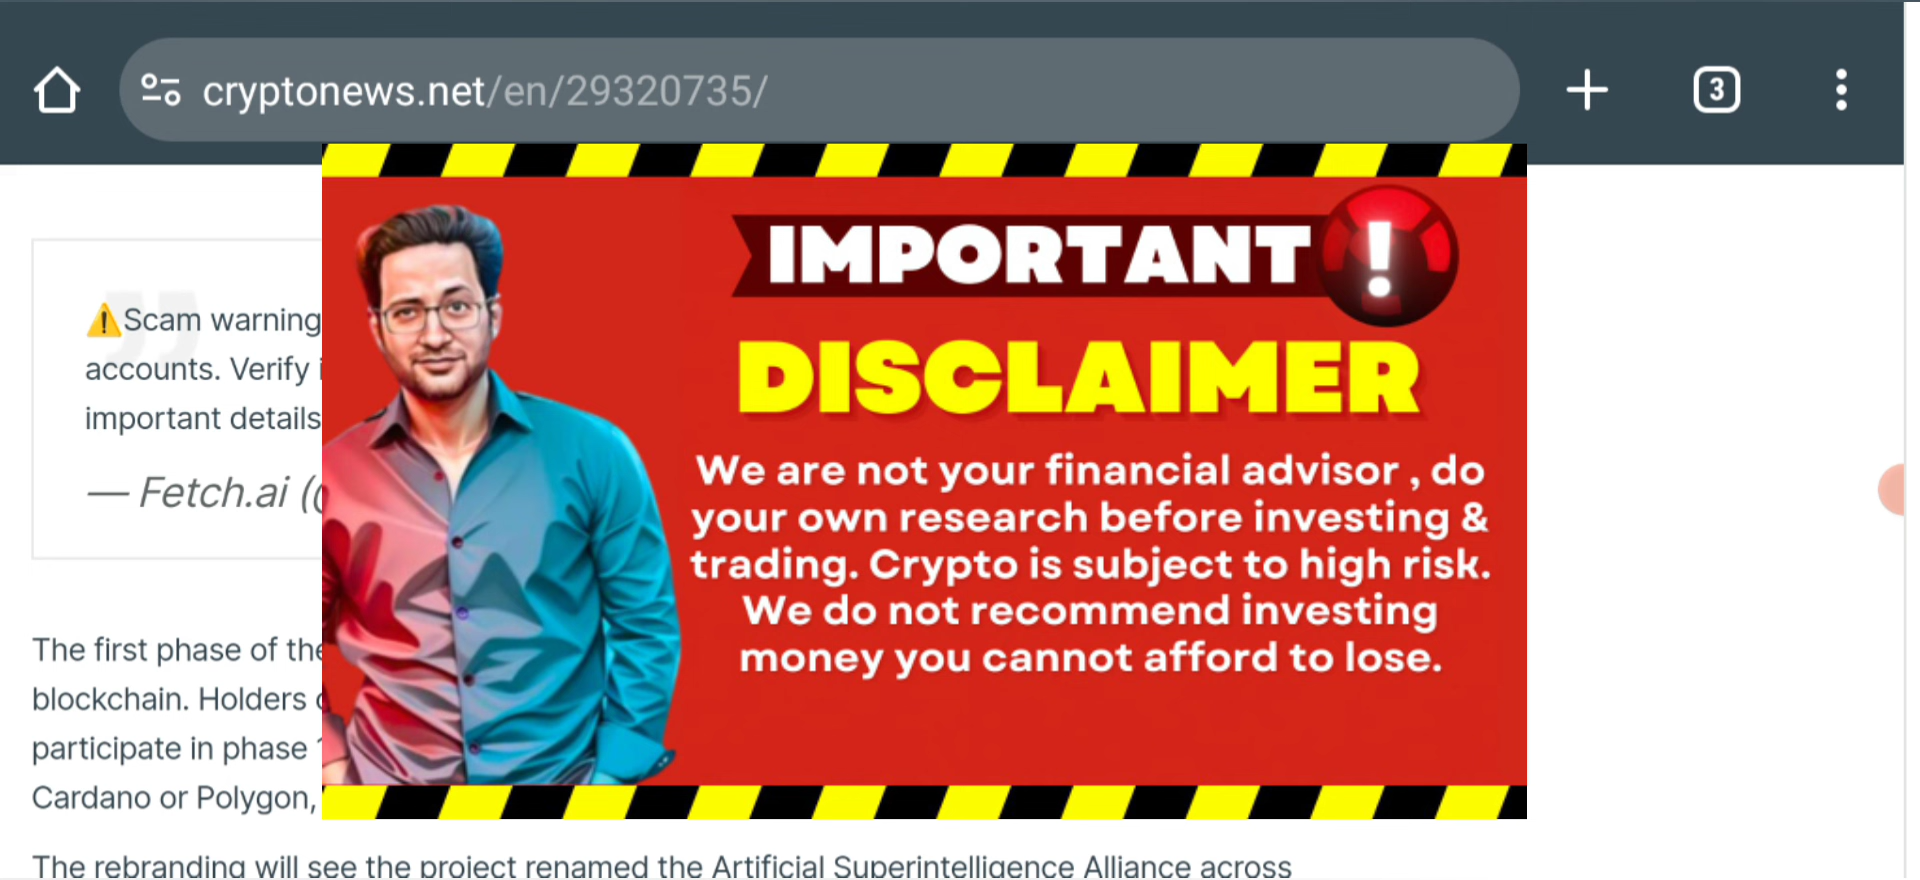 cryptonews.net/en/29320735/
3
IMPORTANT !
DISCLAIMER
We are not your financial advisor , do
your own research before investing &
trading. Crypto is subject to high risk.
We do not recommend investing
money you cannot afford to lose.
⚠️Scam warning
accounts. Verify
important details
— Fetch.ai (
The first phase of the
blockchain. Holders
participate in phase
Cardano or Polygon,
The rebranding will see the project renamed the Artificial Superintelligence Alliance across